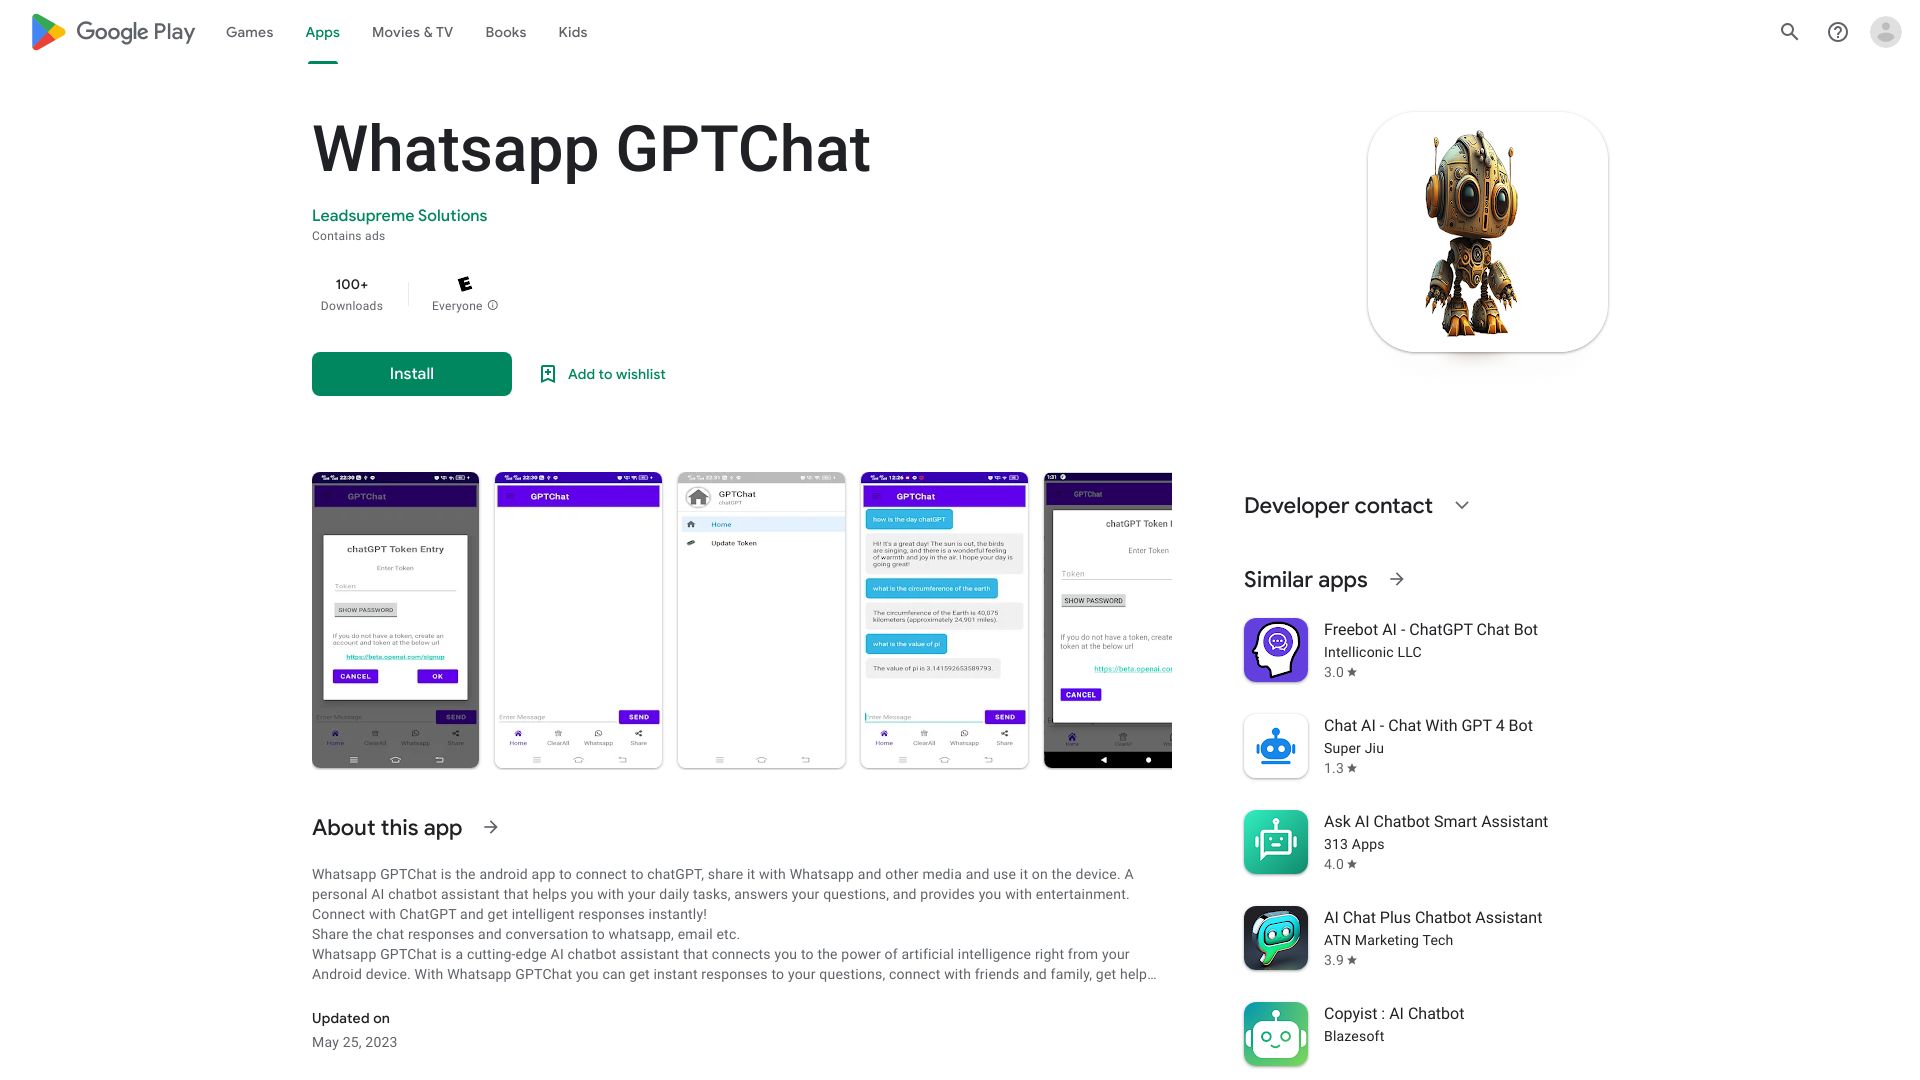 Google Play
Games
Apps
Movies & TV
Books
Kids
Whatsapp GPTChat
Leadsupreme Solutions
Contains ads
100+
Downloads
E
Everyone
Install
Add to wishlist
22:30
GPTChat
chatGPT Token Entry
Enter Token
Token
SHOW PASSWORD
If you do not have a token, create an
account and token at the below url
https://beta.openai.com/signup
CANCEL
OK
Enter Message
SEND
Home
ClearAll
Whatsapp
Share
22:30
GPTChat
Enter Message
SEND
Home
ClearAll
Whatsapp
Share
22:31
GPTChat
chatGPT
Home
Update Token
12:26
GPTChat
how is the day chatGPT
Hi! It's a great day! The sun is out, the birds
are singing, and there is a wonderful feeling
of warmth and joy in the air. I hope your day is
going great!
what is the circumference of the earth
The circumference of the Earth is 40,075
kilometers (approximately 24,901 miles).
what is the value of pi
The value of pi is 3.141592653589793.
Enter Message
SEND
Home
ClearAll
Whatsapp
Share
1:31
GPTChat
chatGPT Token
Enter Token
Token
SHOW PASSWORD
If you do not have a token, create
token at the below url
https://beta.openai.co
CANCEL
Home
ClearAll
Developer contact
Similar apps
Freebot AI - ChatGPT Chat Bot
Intelliconic LLC
3.0 ★
Chat AI - Chat With GPT 4 Bot
Super Jiu
1.3 ★
Ask AI Chatbot Smart Assistant
313 Apps
4.0 ★
AI Chat Plus Chatbot Assistant
ATN Marketing Tech
3.9 ★
Copyist : AI Chatbot
Blazesoft
About this app
Whatsapp GPTChat is the android app to connect to chatGPT, share it with Whatsapp and other media and use it on the device. A
personal AI chatbot assistant that helps you with your daily tasks, answers your questions, and provides you with entertainment.
Connect with ChatGPT and get intelligent responses instantly!
Share the chat responses and conversation to whatsapp, email etc.
Whatsapp GPTChat is a cutting-edge AI chatbot assistant that connects you to the power of artificial intelligence right from your
Android device. With Whatsapp GPTChat you can get instant responses to your questions, connect with friends and family, get help…
Updated on
May 25, 2023